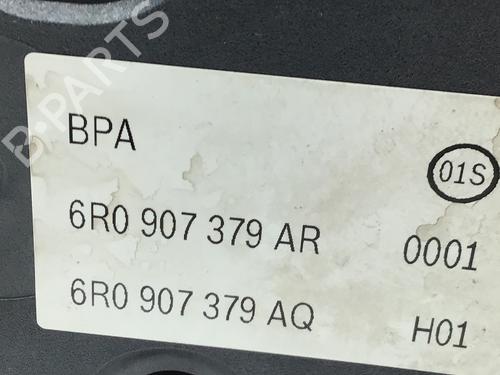 B-PARTS
BPA
01S
6R0 907 379 AR 0001
6R0 907 379 AQ H01